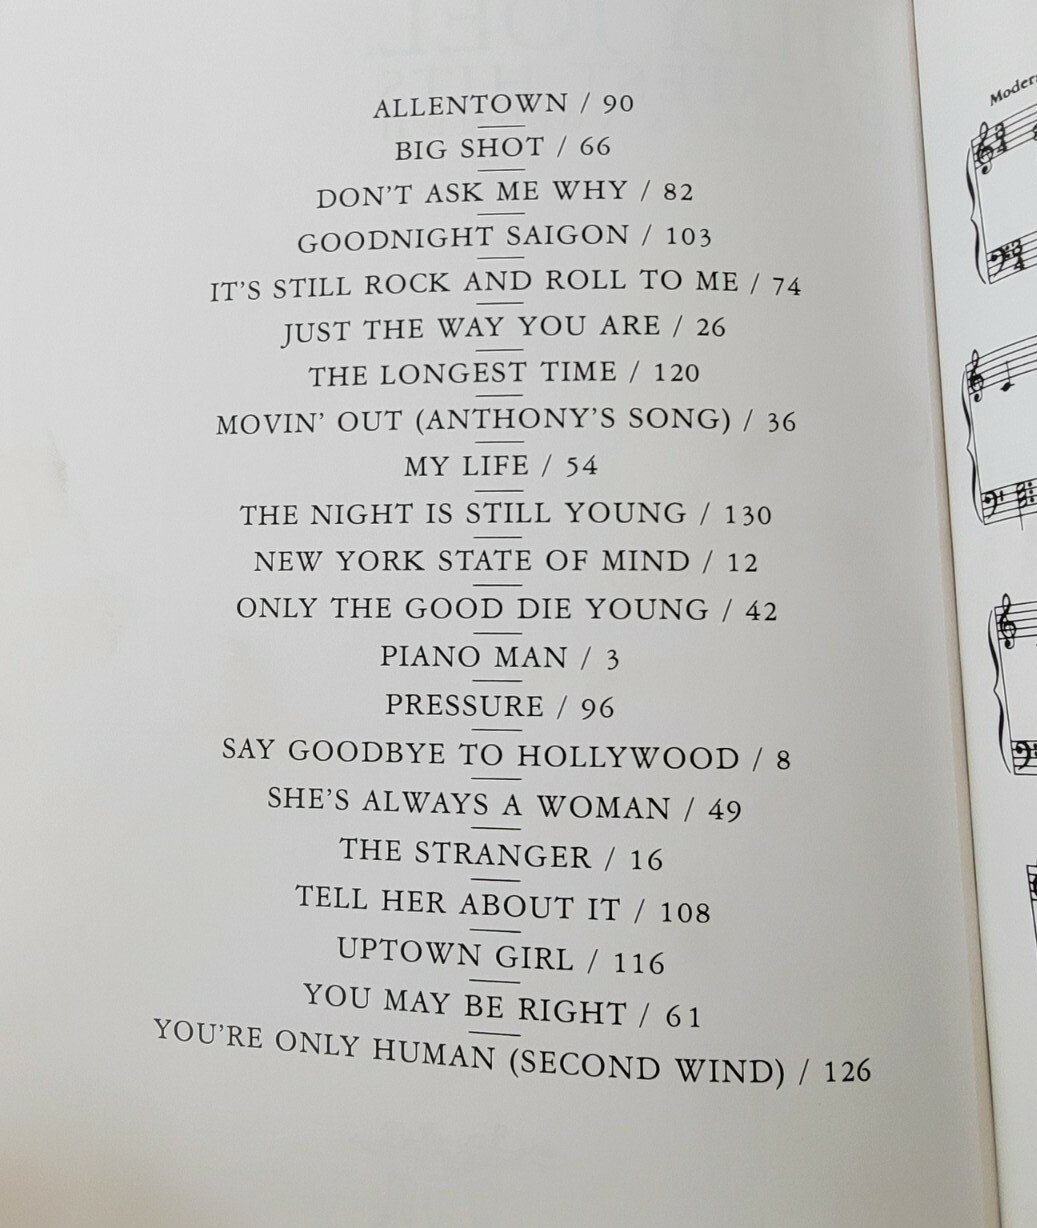 ALLENTOWN / 90
BIG SHOT / 66
DON'T ASK ME WHY / 82
GOODNIGHT SAIGON / 103
IT'S STILL ROCK AND ROLL TO ME / 74
JUST THE WAY YOU ARE / 26
THE LONGEST TIME / 120
MOVIN' OUT (ANTHONY'S SONG) / 36
MY LIFE / 54
THE NIGHT IS STILL YOUNG / 130
NEW YORK STATE OF MIND / 12
ONLY THE GOOD DIE YOUNG / 42
PIANO MAN / 3
PRESSURE / 96
SAY GOODBYE TO HOLLYWOOD / 8
SHE'S ALWAYS A WOMAN / 49
THE STRANGER / 16
TELL HER ABOUT IT / 108
UPTOWN GIRL / 116
YOU MAY BE RIGHT / 61
YOU'RE ONLY HUMAN (SECOND WIND) / 126